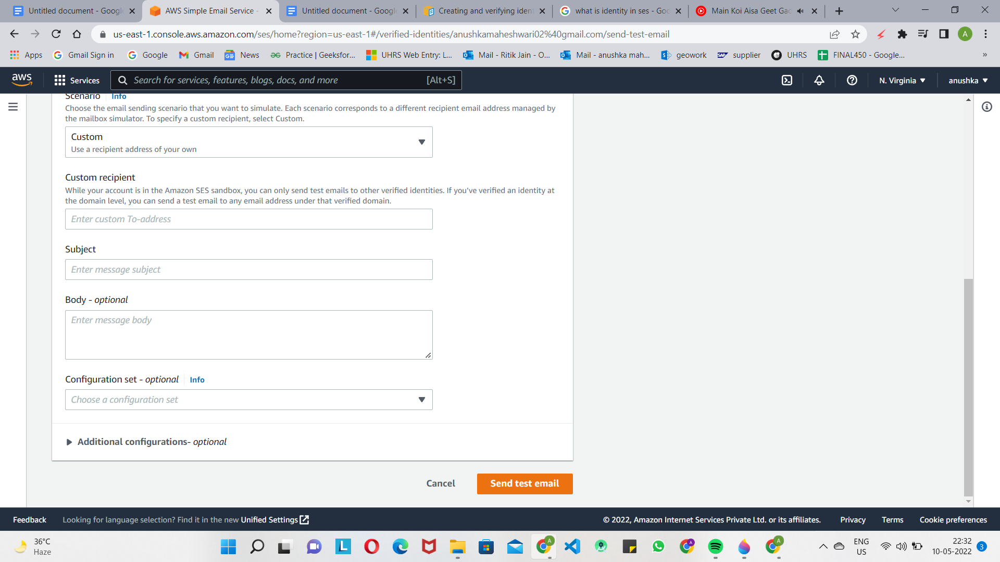 Untitled document - Google
AWS Simple Email Service -
Untitled document - Google
Creating and verifying iden
what is identity in ses - Goo
Main Koi Aisa Geet Gao
us-east-1.console.aws.amazon.com/ses/home?region=us-east-1#/verified-identities/anushkamaheshwari02%40gmail.com/send-test-email
A
Apps
Gmail Sign in
Google
Gmail
News
Practice | Geeksfor...
UHRS Web Entry: L...
Mail - Ritik Jain - O...
Mail - anushka mah...
geowork
SAP
supplier
UHRS
FINAL450 - Google...
»
aws
Services
Search for services, features, blogs, docs, and more
[Alt+S]
N. Virginia
anushka
Scenario
Info
Choose the email sending scenario that you want to simulate. Each scenario corresponds to a different recipient email address managed by
the mailbox simulator. To specify a custom recipient, select Custom.
Custom
Use a recipient address of your own
Custom recipient
While your account is in the Amazon SES sandbox, you can only send test emails to other verified identities. If you've verified an identity at
the domain level, you can send a test email to any email address under that verified domain.
Enter custom To-address
Subject
Enter message subject
Body - optional
Enter message body
Configuration set - optional
Info
Choose a configuration set
Additional configurations- optional
Cancel
Send test email
Feedback
Looking for language selection? Find it in the new Unified Settings
© 2022, Amazon Internet Services Private Ltd. or its affiliates.
Privacy
Terms
Cookie preferences
36°C
Haze
L
A
A
A
ENG
US
22:32
10-05-2022
3